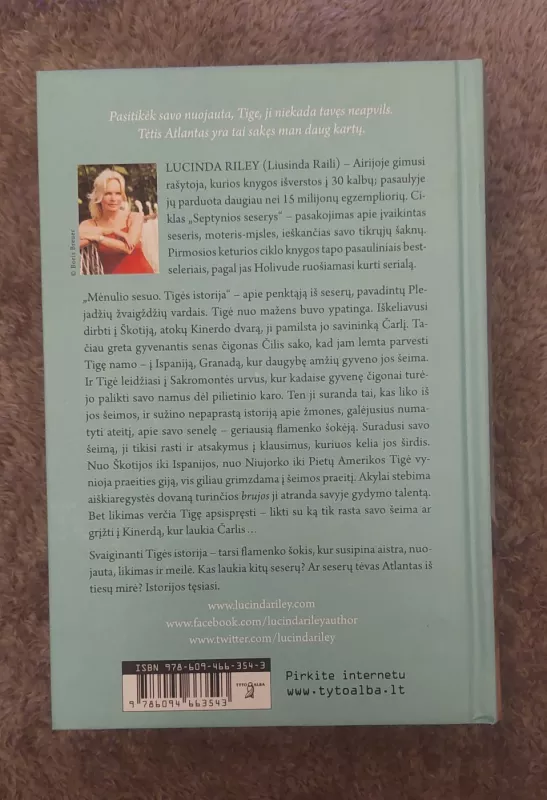 Pasitikėk savo nuojauta, Tige, ji niekada tavęs neapvils.
Tėtis Atlantas yra tai sakęs man daug kartų.
LUCINDA RILEY (Liusinda Raili) – Airijoje gimusi
rašytoja, kurios knygos išverstos į 30 kalbų; pasaulyje
jų parduota daugiau nei 15 milijonų egzempliorių. Ci-
klas „Septynios seserys“ – pasakojimas apie įvaikintas
seseris, moteris-mįsles, ieškančias savo tikrųjų šaknų.
Pirmosios keturios ciklo knygos tapo pasauliniais best-
seleriais, pagal jas Holivude ruošiamasi kurti serialą.
© Boris Breuer
„Mėnulio sesuo. Tigės istorija“ – apie penktąją iš seserų, pavadintų Ple-
jadžių žvaigždžių vardais. Tigė nuo mažens buvo ypatinga. Iškeliavusi
dirbti į Škotiją, atokų Kinerdo dvarą, ji pamilsta jo savininką Čarlį. Ta-
čiau greta gyvenantis senas čigonas Čilis sako, kad jam lemta parvesti
Tigę namo – į Ispaniją, Granadą, kur daugybę amžių gyveno jos šeima.
Ir Tigė leidžiasi į Sakromontės urvus, kur kadaise gyvenę čigonai turė-
jo palikti savo namus dėl pilietinio karo. Ten ji suranda tai, kas liko iš
jos šeimos, ir sužino nepaprastą istoriją apie žmones, galėjusius numa-
tyti ateitį, apie savo senelę – geriausią flamenko šokėją. Suradusi savo
šeimą, ji tikisi rasti ir atsakymus į klausimus, kuriuos kelia jos širdis.
Nuo Škotijos iki Ispanijos, nuo Niujorko iki Pietų Amerikos Tigė vy-
nioja praeities giją, vis giliau grimzdama į šeimos praeitį. Akylai stebima
aiškiaregystės dovaną turinčios brujos ji atranda savyje gydymo talentą.
Bet likimas verčia Tigę apsispręsti – likti su ką tik rasta savo šeima ar
grįžti į Kinerdą, kur laukia Čarlis…
Svaiginanti Tigės istorija – tarsi flamenko šokis, kur susipina aistra, nuo-
jauta, likimas ir meilė. Kas laukia kitų seserų? Ar seserų tėvas Atlantas iš
tiesų mirė? Istorijos tęsiasi.
www.lucindariley.com
www.facebook.com/lucindarileyauthor
www.twitter.com/lucindariley
ISBN 978-609-466-354-3
9 786094 663543
TYTO ALBA
Pirkite internetu
www.tytoalba.lt